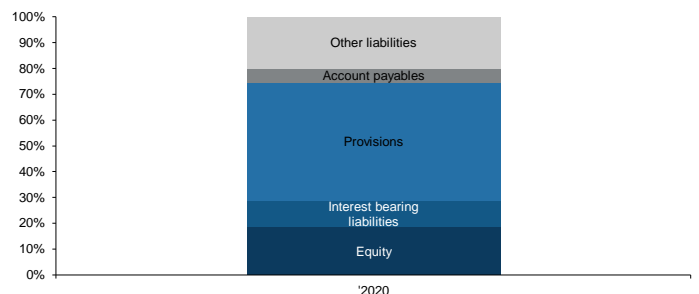 100%
90%
80%
70%
60%
50%
40%
30%
20%
10%
0%
Other liabilities
Account payables
Provisions
Interest bearing
liabilities
Equity
'2020